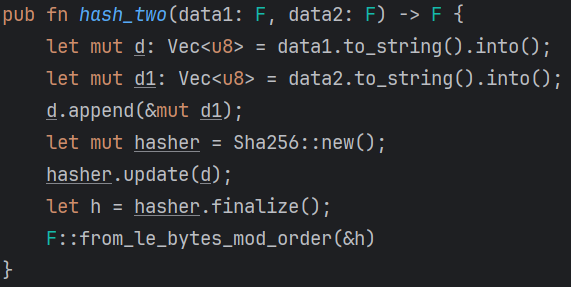 pub fn hash_two(data1: F, data2: F) -> F {
    let mut d: Vec<u8> = data1.to_string().into();
    let mut d1: Vec<u8> = data2.to_string().into();
    d.append(&mut d1);
    let mut hasher = Sha256::new();
    hasher.update(d);
    let h = hasher.finalize();
    F::from_le_bytes_mod_order(&h)
}